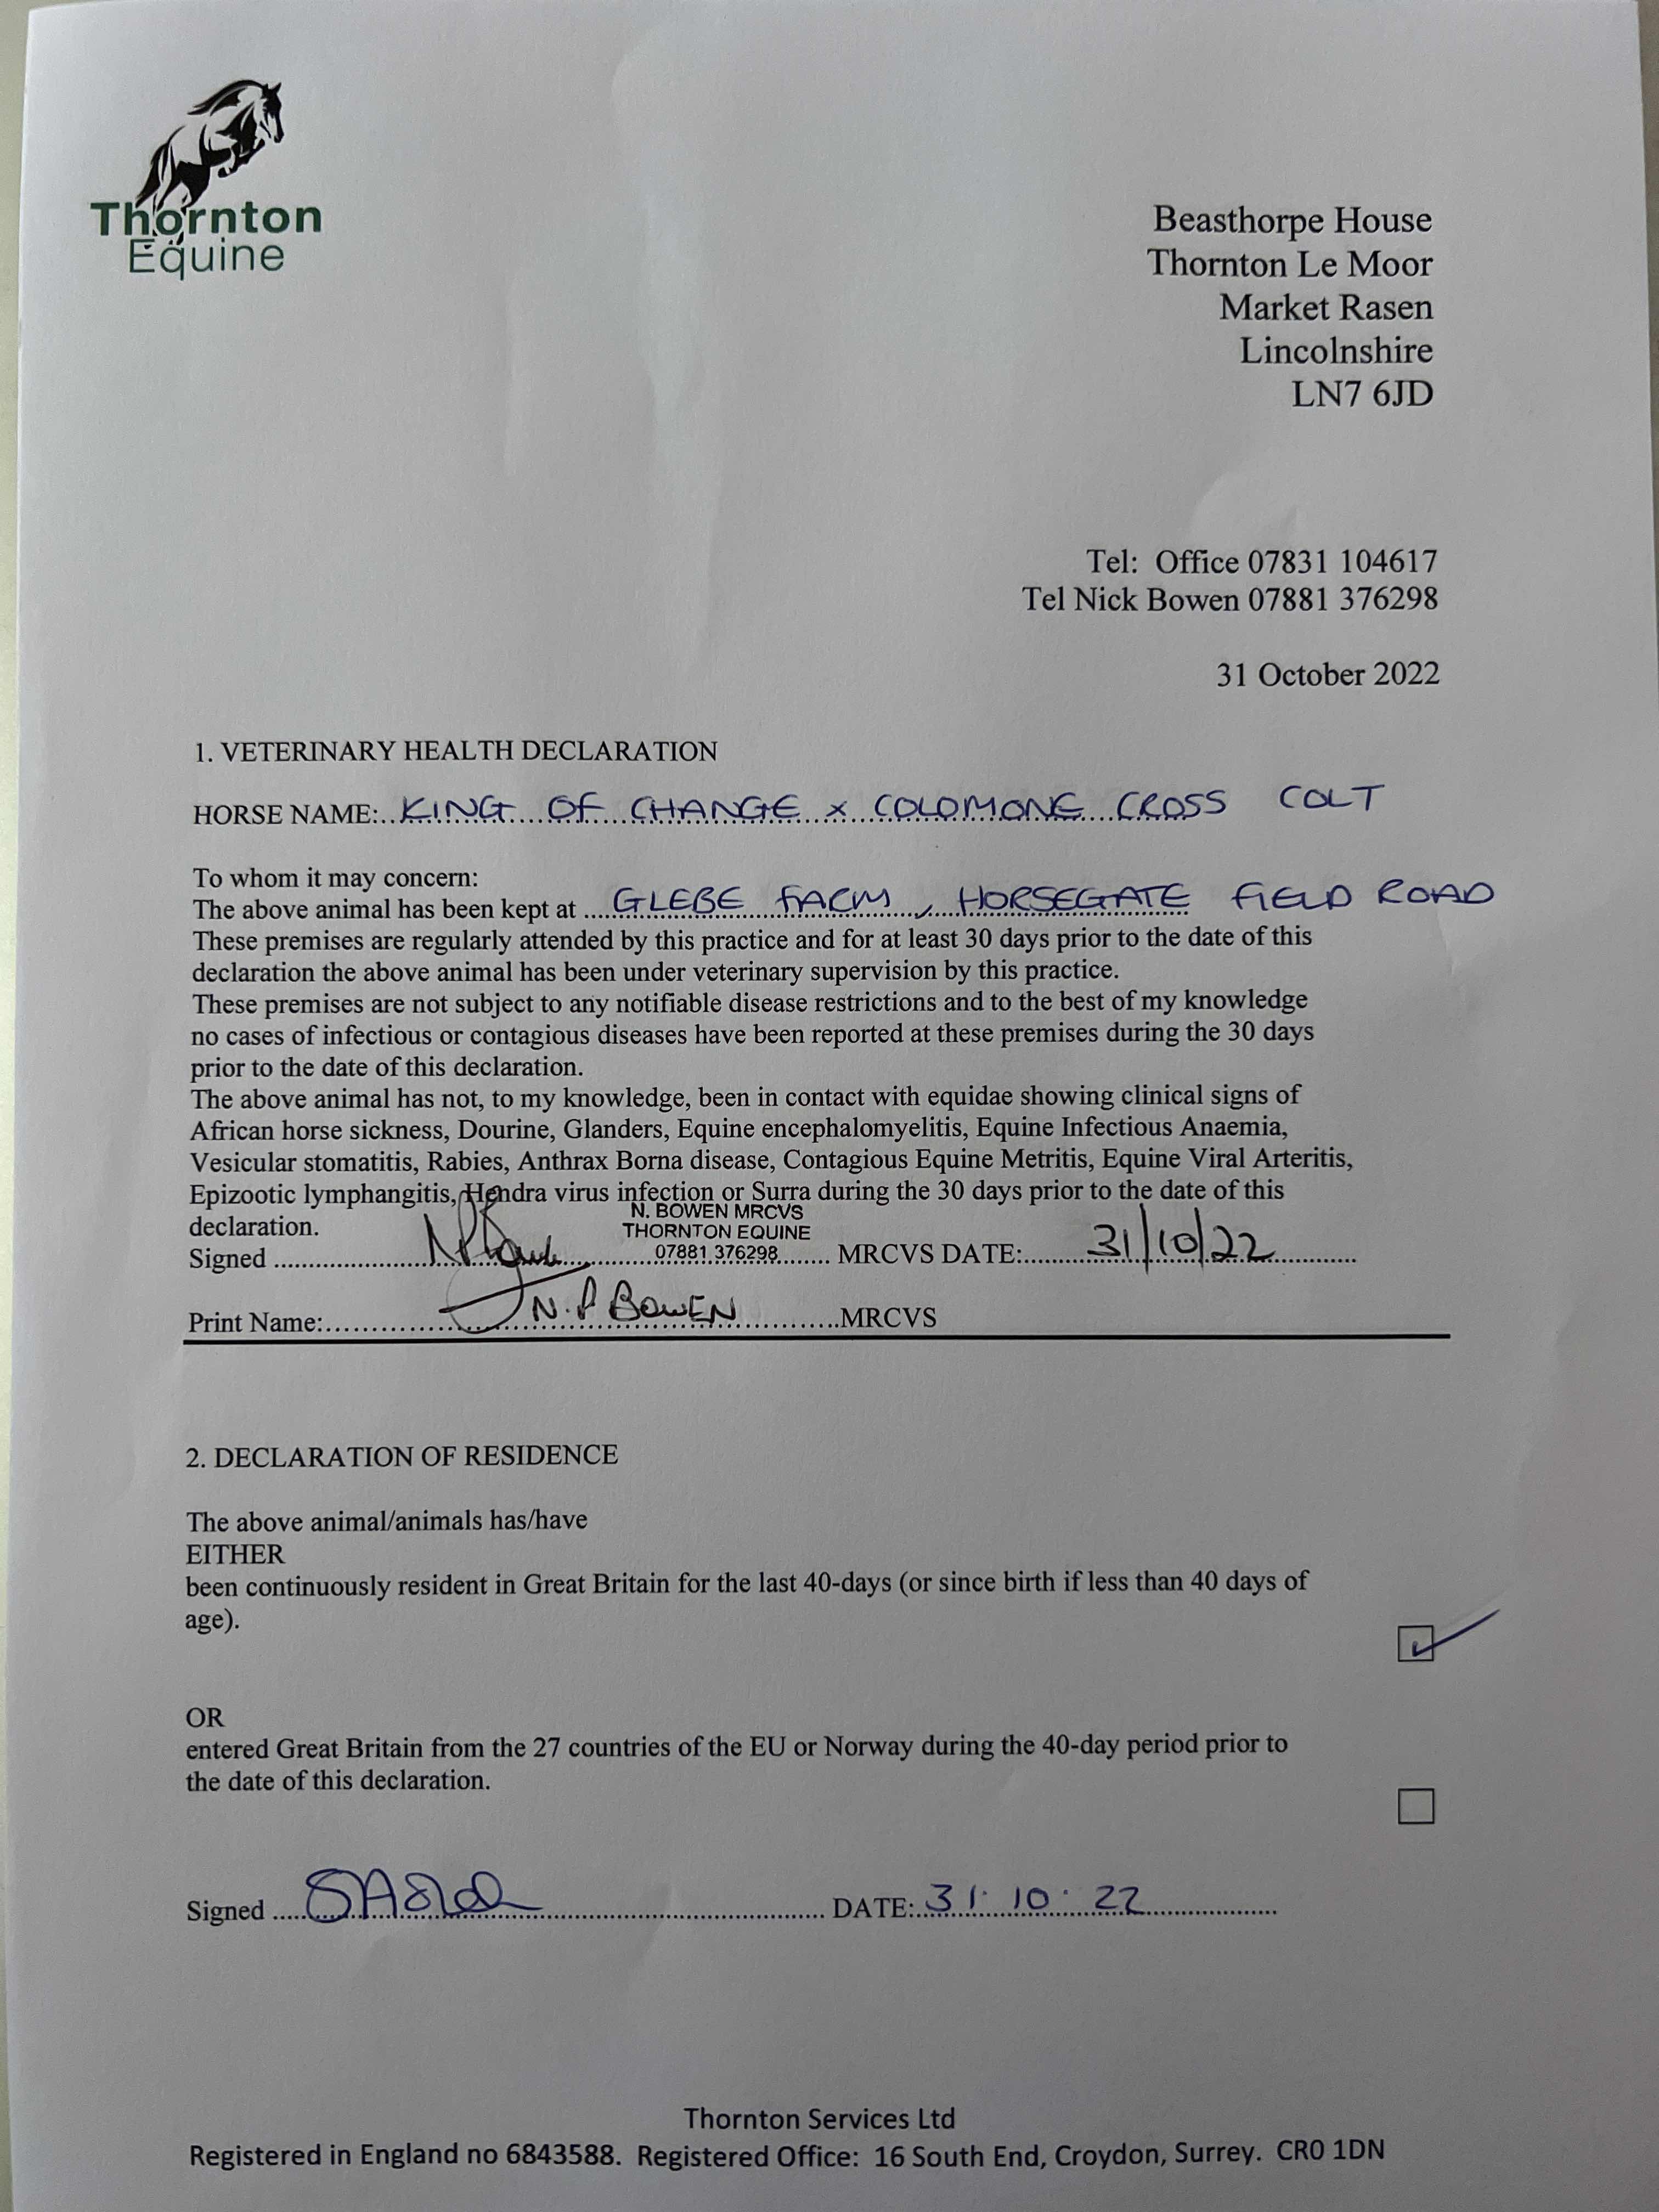 Thornton
Equine
Beasthorpe House
Thornton Le Moor
Market Rasen
Lincolnshire
LN7 6JD
Tel: Office 07831 104617
Tel Nick Bowen 07881 376298
31 October 2022
1. VETERINARY HEALTH DECLARATION
HORSE NAME:..KING OF CHANGE x COLOMONE CROSS COLT
To whom it may concern:
The above animal has been kept at ....GLEBE FARM, HORSEGATE FIELD ROAD
These premises are regularly attended by this practice and for at least 30 days prior to the date of this
declaration the above animal has been under veterinary supervision by this practice.
These premises are not subject to any notifiable disease restrictions and to the best of my knowledge
no cases of infectious or contagious diseases have been reported at these premises during the 30 days
prior to the date of this declaration.
The above animal has not, to my knowledge, been in contact with equidae showing clinical signs of
African horse sickness, Dourine, Glanders, Equine encephalomyelitis, Equine Infectious Anaemia,
Vesicular stomatitis, Rabies, Anthrax Borna disease, Contagious Equine Metritis, Equine Viral Arteritis,
Epizootic lymphangitis, Hendra virus infection or Surra during the 30 days prior to the date of this
declaration.
N. BOWEN MRCVS
THORNTON EQUINE
07881 376298
Signed ........ MRCVS DATE:........31/10/22........
Print Name:........N.P BOWEN........MRCVS
2. DECLARATION OF RESIDENCE
The above animal/animals has/have
EITHER
been continuously resident in Great Britain for the last 40-days (or since birth if less than 40 days of
age).
OR
entered Great Britain from the 27 countries of the EU or Norway during the 40-day period prior to
the date of this declaration.
Signed ........ DATE:..31. 10. 22........
Thornton Services Ltd
Registered in England no 6843588. Registered Office: 16 South End, Croydon, Surrey. CR0 1DN